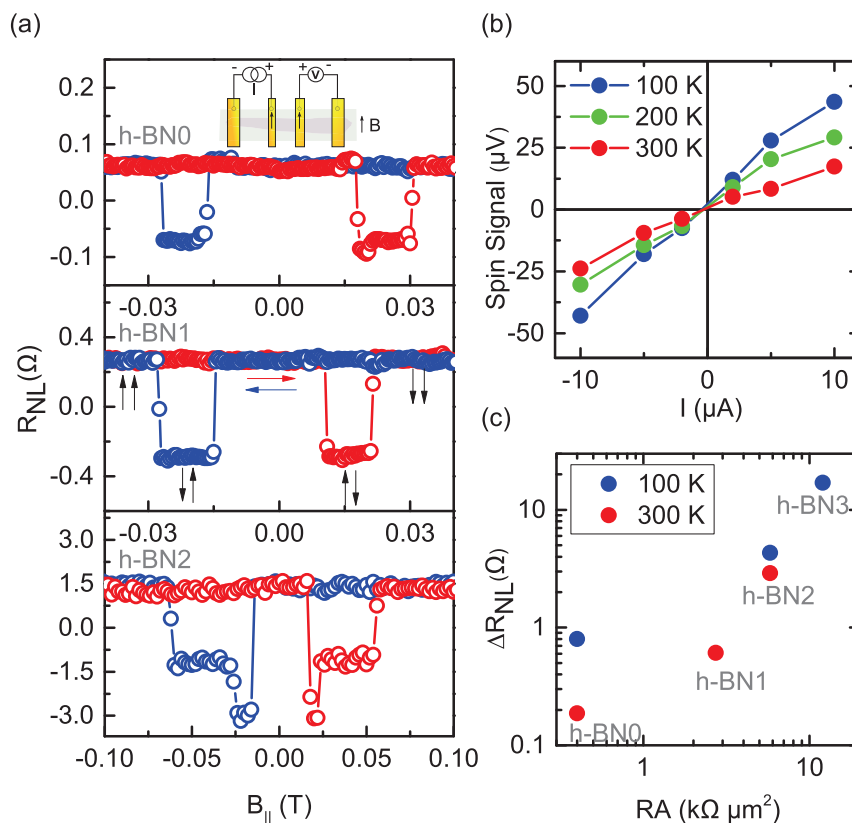 (a)
- + + -
I V
B
h-BN0
0.2
0.1
0.0
-0.1
-0.03 0.00 0.03
h-BN1
0.4
0.0
-0.4
-0.03 0.00 0.03
h-BN2
3.0
1.5
0.0
-1.5
-3.0
-0.10 -0.05 0.00 0.05 0.10
R_NL(Ω)
B_|| (T)
(b)
50
25
0
-25
-50
100 K
200 K
300 K
-10 -5 0 5 10
Spin Signal (µV)
I (µA)
(c)
10
1
0.1
100 K
300 K
h-BN3
h-BN2
h-BN1
h-BN0
1 10
ΔR_NL(Ω)
RA (kΩ µm²)